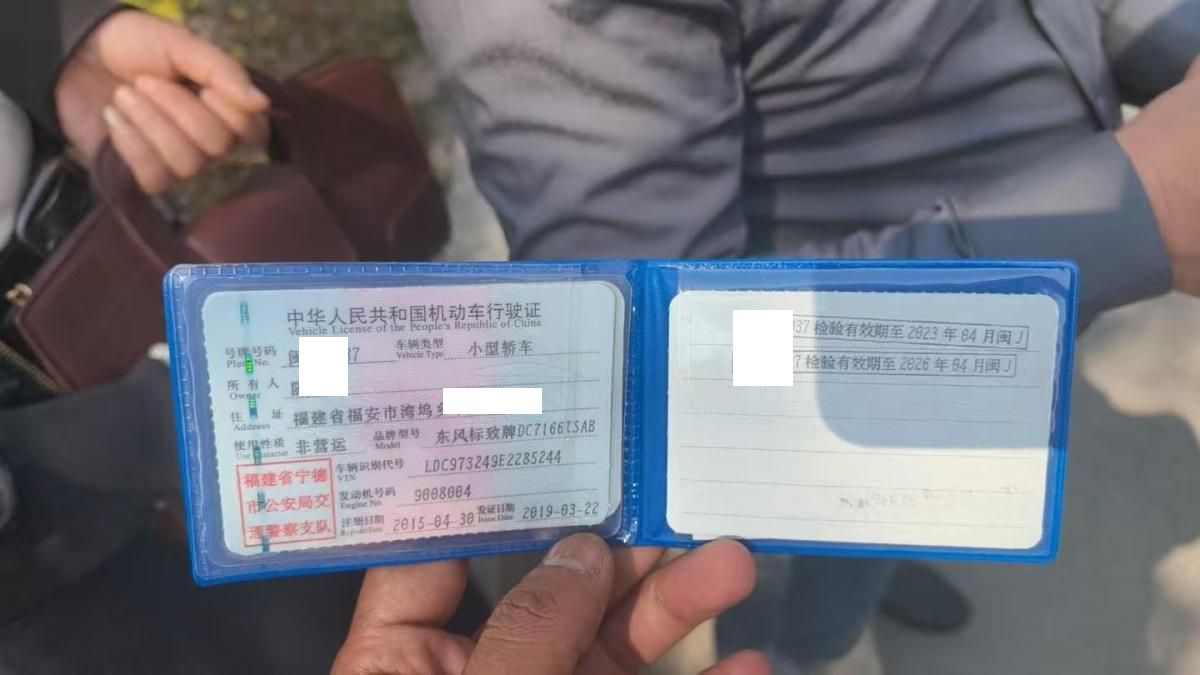 中华人民共和国机动车行驶证
Vehicle License of the People's Republic of China
号牌号码 Plate No. 闽 37 车辆类型 Vehicle Type 小型轿车
所有人 Owner
住址 Address 福建省福安市湾坞
使用性质 Use Character 非营运 品牌型号 Model 东风标致牌DC7166TSAB
车辆识别代号 VIN LDC973249E2285244
发动机号码 Engine No. 9008004
注册日期 Register Date 2015-04-30 发证日期 Issue Date 2019-03-22
福建省宁德
市公安局交
通警察支队
37 检验有效期至 2023 年 04 月闽 J
7 检验有效期至 2026 年 04 月闽 J